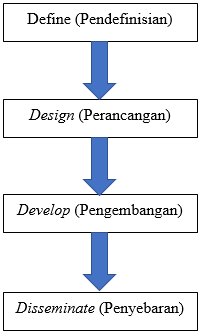 Define (Pendefinisian)
Design (Perancangan)
Develop (Pengembangan)
Disseminate (Penyebaran)